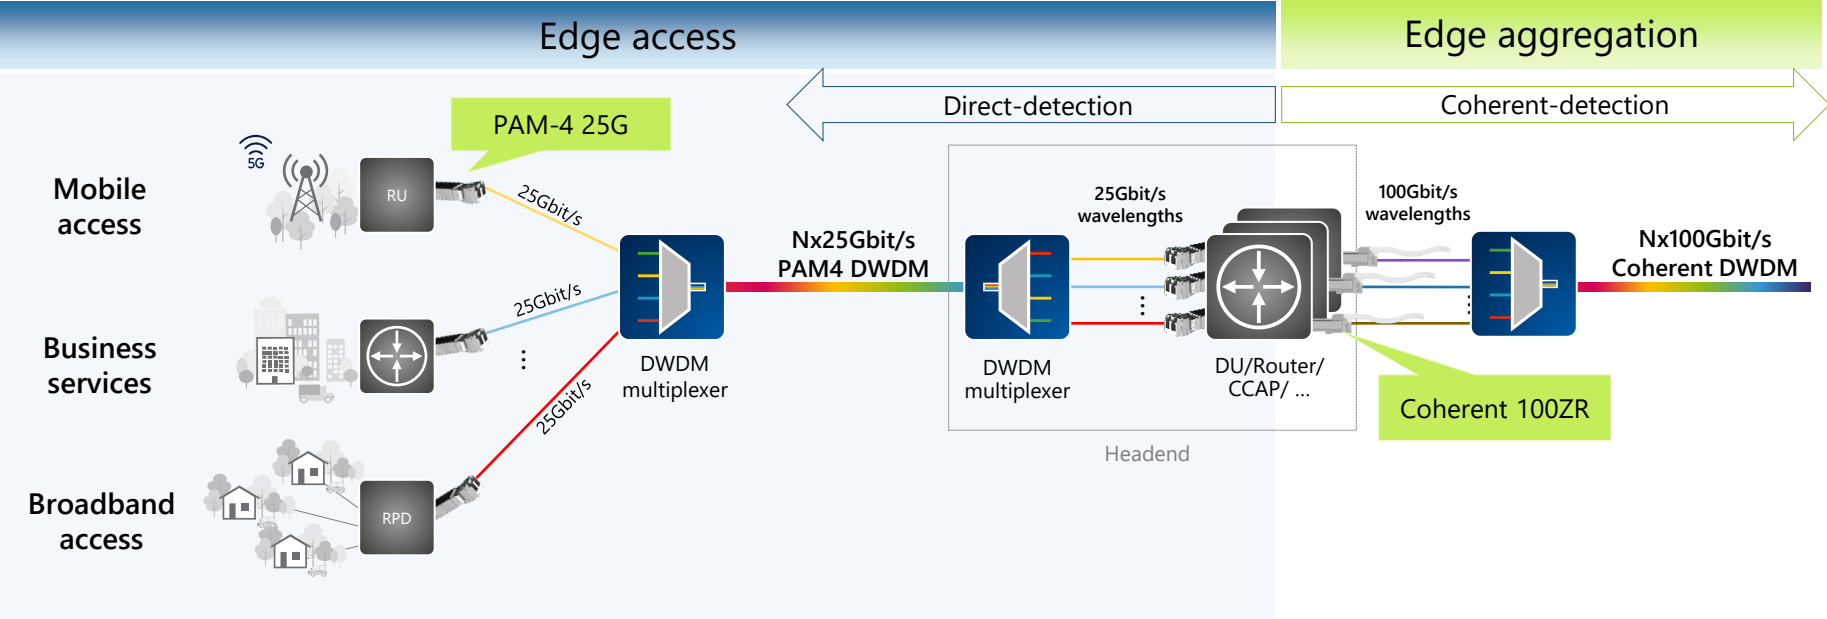 Edge access
Edge aggregation
Direct-detection
Coherent-detection
PAM-4 25G
5G
Mobile
access
RU
25Gbit/s
Nx25Gbit/s
PAM4 DWDM
25Gbit/s
wavelengths
100Gbit/s
wavelengths
Nx100Gbit/s
Coherent DWDM
Business
services
25Gbit/s
DWDM
multiplexer
DWDM
multiplexer
DU/Router/
CCAP/ ...
Coherent 100ZR
25Gbit/s
Headend
Broadband
access
RPD